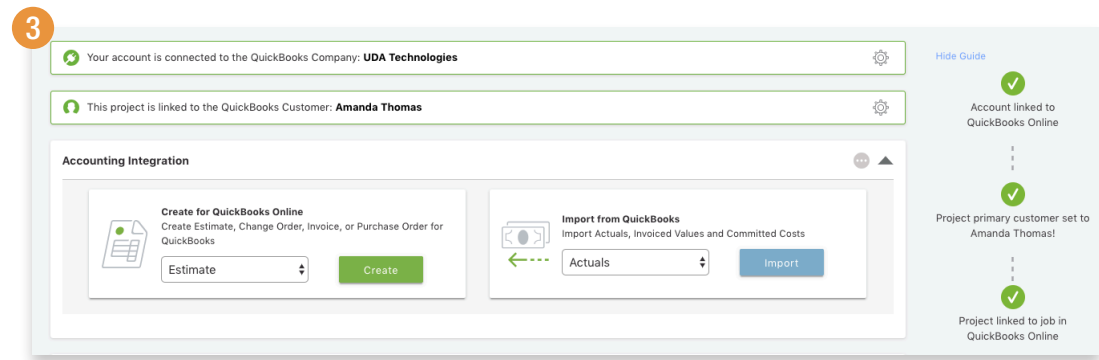 3
Your account is connected to the QuickBooks Company: UDA Technologies
This project is linked to the QuickBooks Customer: Amanda Thomas
Accounting Integration
Create for QuickBooks Online
Create Estimate, Change Order, Invoice, or Purchase Order for
QuickBooks
Estimate
Create
Import from QuickBooks
Import Actuals, Invoiced Values and Committed Costs
Actuals
Import
Hide Guide
Account linked to
QuickBooks Online
Project primary customer set to
Amanda Thomas!
Project linked to job in
QuickBooks Online